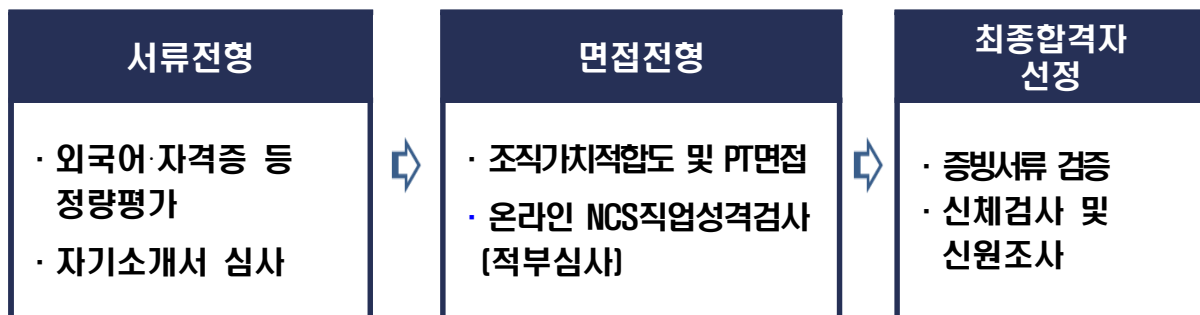 서류전형
· 외국어·자격증 등
정량평가
· 자기소개서 심사
면접전형
· 조직가치적합도 및 PT면접
· 온라인 NCS직업성격검사
(적부심사)
최종합격자
선정
· 증빙서류 검증
· 신체검사 및
신원조사